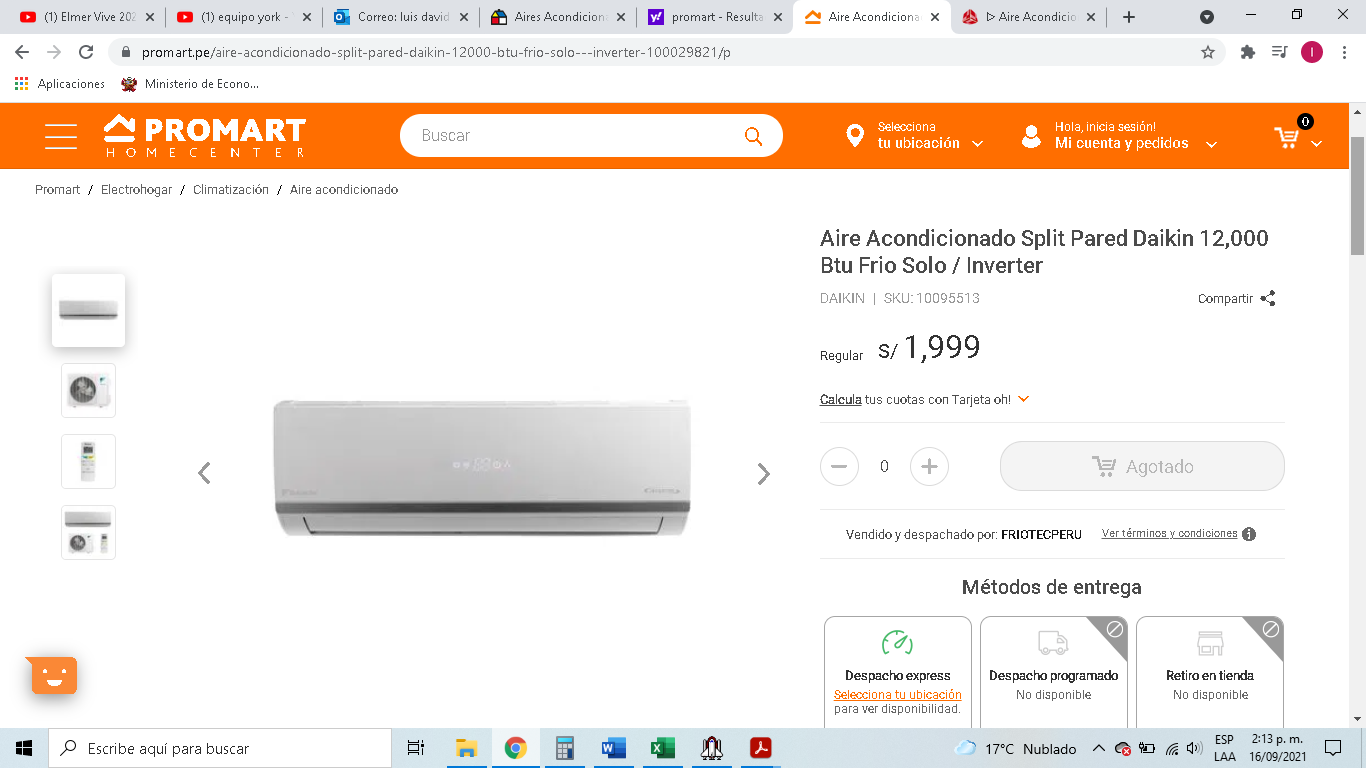 (1) Elmer Vive 202
(1) equipo york -
Correo: luis david
Aires Acondicion
promart - Resulta
Aire Acondiciona
ᐅ Aire Acondicio
promart.pe/aire-acondicionado-split-pared-daikin-12000-btu-frio-solo---inverter-100029821/p
I
Aplicaciones
Ministerio de Econo...
PROMART
HOMECENTER
Buscar
Selecciona
tu ubicación
Hola, inicia sesión!
Mi cuenta y pedidos
0
Promart / Electrohogar / Climatización / Aire acondicionado
Aire Acondicionado Split Pared Daikin 12,000
Btu Frio Solo / Inverter
DAIKIN | SKU: 10095513
Compartir
Regular S/ 1,999
Calcula tus cuotas con Tarjeta oh!
0
Agotado
Vendido y despachado por: FRIOTECPERU
Ver términos y condiciones
Métodos de entrega
Despacho express
Selecciona tu ubicación
para ver disponibilidad.
Despacho programado
No disponible
Retiro en tienda
No disponible
Escribe aquí para buscar
17°C Nublado
ESP
LAA
2:13 p. m.
16/09/2021